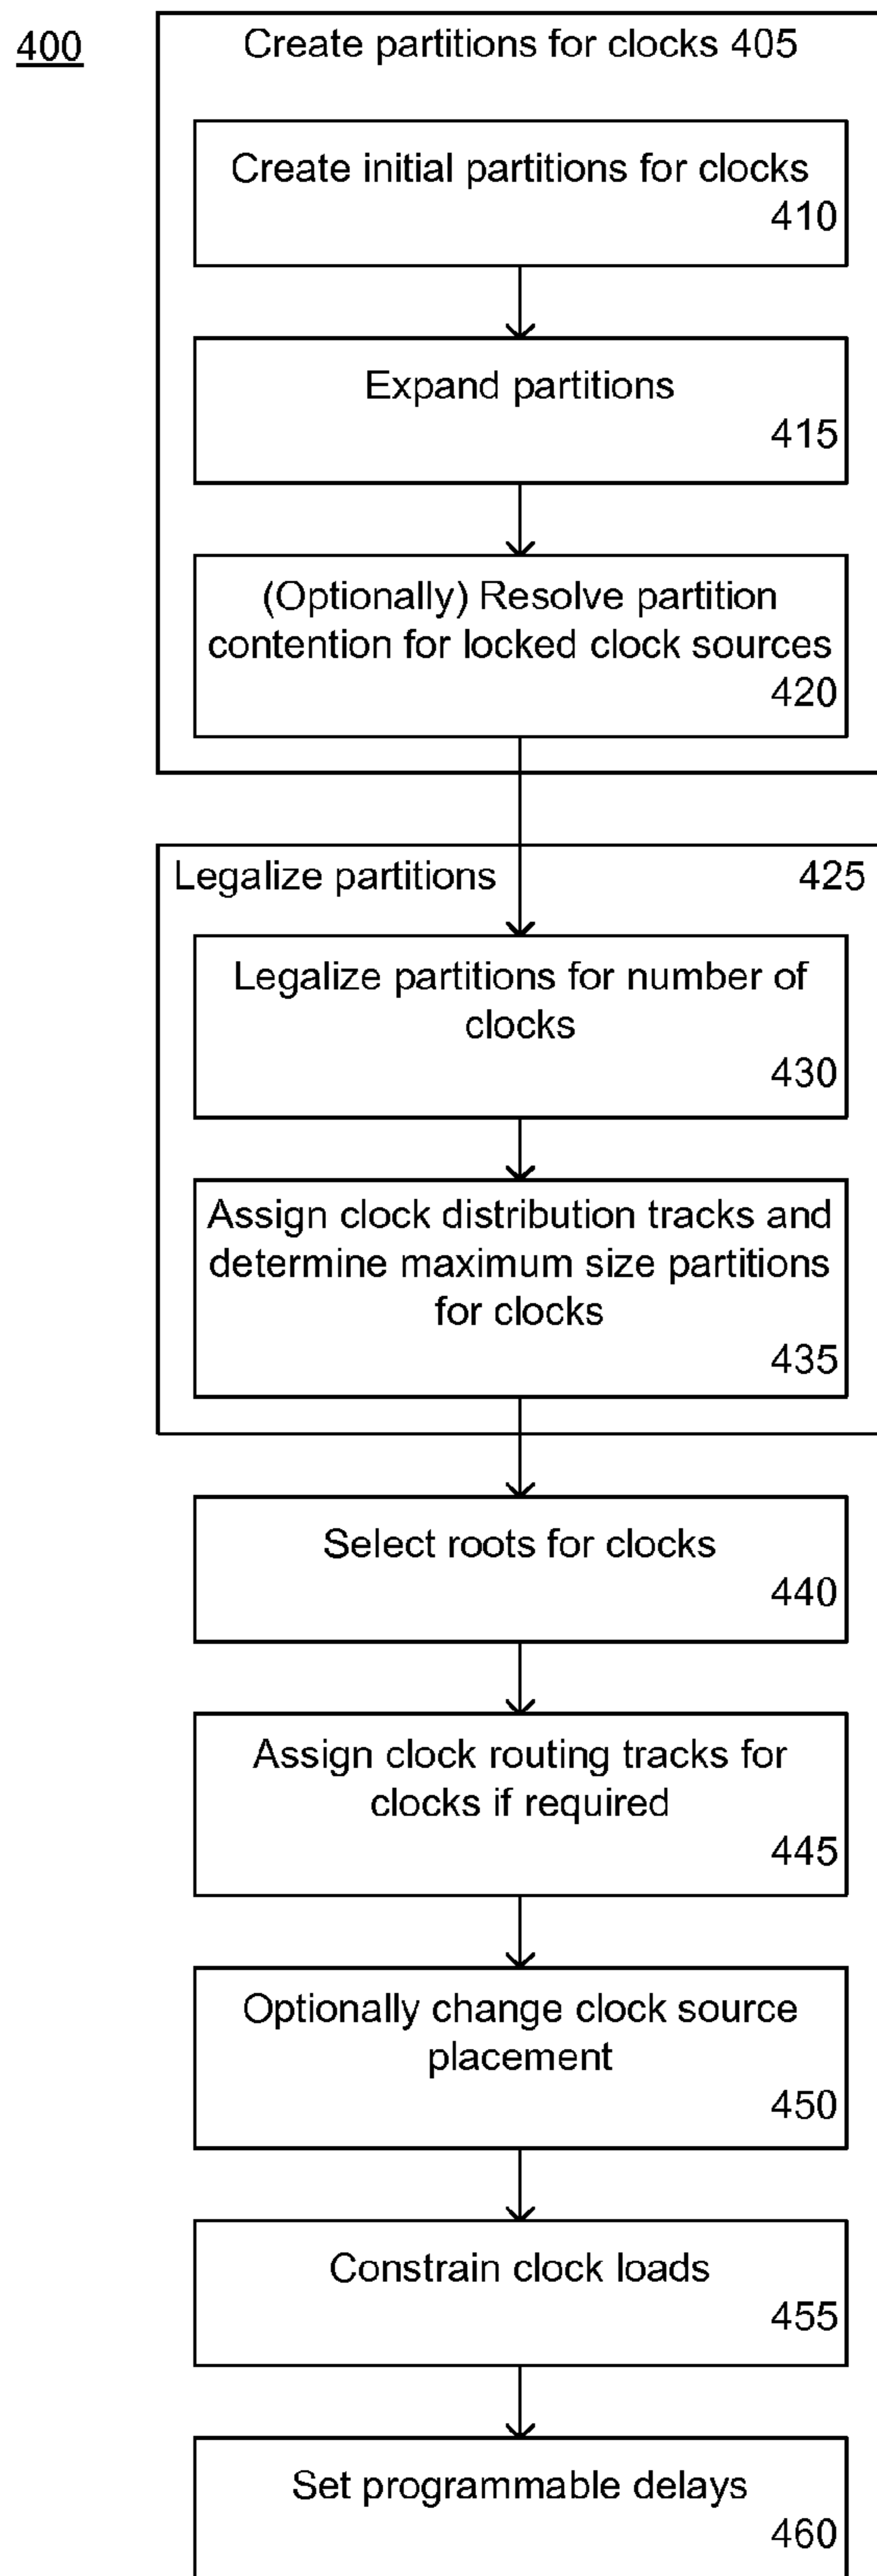 400
Create partitions for clocks 405
Create initial partitions for clocks
410
Expand partitions
415
(Optionally) Resolve partition
contention for locked clock sources
420
Legalize partitions 425
Legalize partitions for number of
clocks
430
Assign clock distribution tracks and
determine maximum size partitions
for clocks
435
Select roots for clocks
440
Assign clock routing tracks for
clocks if required
445
Optionally change clock source
placement
450
Constrain clock loads
455
Set programmable delays
460